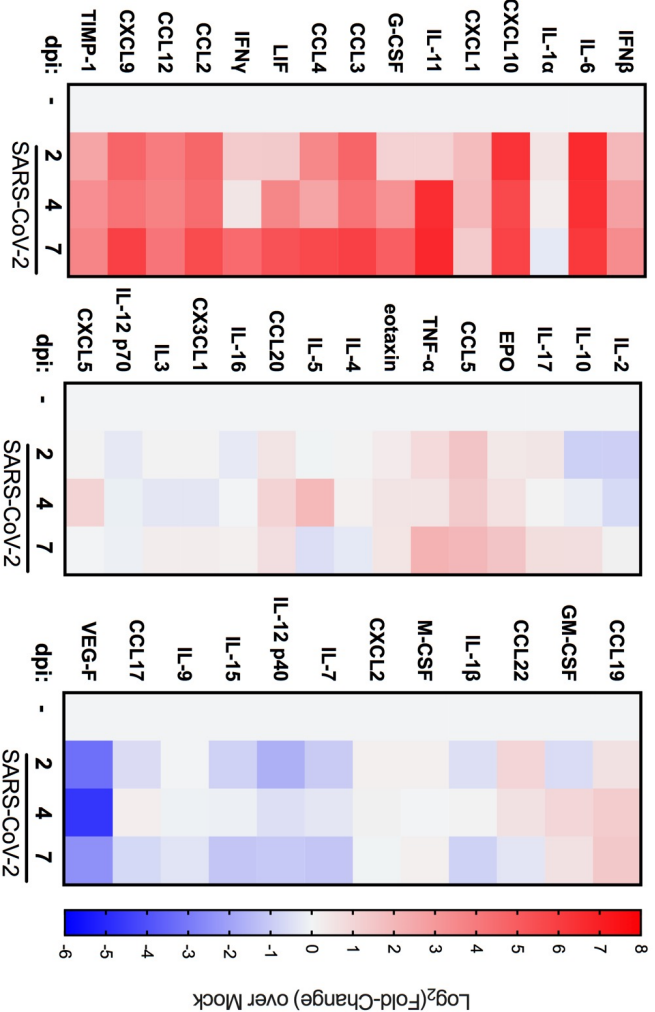 IFNβ
IL-6
IL-1α
CXCL10
CXCL1
IL-11
G-CSF
CCL3
CCL4
LIF
IFNγ
CCL2
CCL12
CXCL9
TIMP-1
dpi: - 2 4 7
SARS-CoV-2
IL-2
IL-10
IL-17
EPO
CCL5
TNF-α
eotaxin
IL-4
IL-5
CCL20
IL-16
CX3CL1
IL3
IL-12 p70
CXCL5
dpi: - 2 4 7
SARS-CoV-2
CCL19
GM-CSF
CCL22
IL-1β
M-CSF
CXCL2
IL-7
IL-12 p40
IL-15
IL-9
CCL17
VEG-F
dpi: - 2 4 7
SARS-CoV-2
8
7
6
5
4
3
2
1
0
-1
-2
-3
-4
-5
-6
Log₂(Fold-Change) over Mock